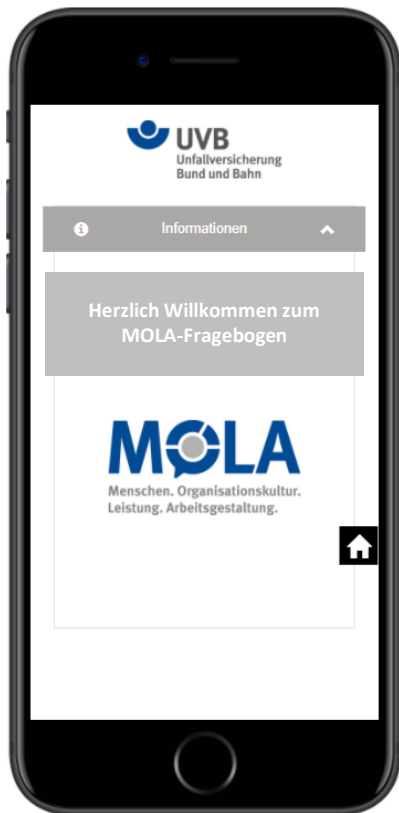 UVB
Unfallversicherung
Bund und Bahn
Informationen
Herzlich Willkommen zum
MOLA-Fragebogen
MOLA
Menschen. Organisationskultur.
Leistung. Arbeitsgestaltung.